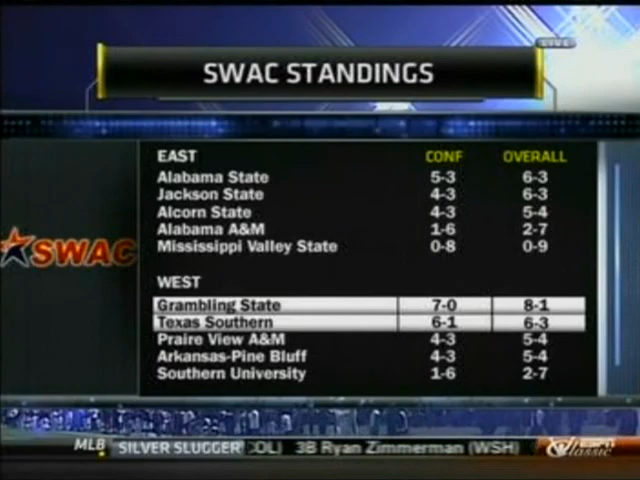 LIVE
SWAC STANDINGS
EAST CONF OVERALL
Alabama State 5-3 6-3
Jackson State 4-3 6-3
Alcorn State 4-3 5-4
Alabama A&M 1-6 2-7
Mississippi Valley State 0-8 0-9
SWAC
WEST
Grambling State 7-0 8-1
Texas Southern 6-1 6-3
Praire View A&M 4-3 5-4
Arkansas-Pine Bluff 4-3 5-4
Southern University 1-6 2-7
MLB SILVER SLUGGER COL) 3B Ryan Zimmerman (WSH)
ESPN
Classic